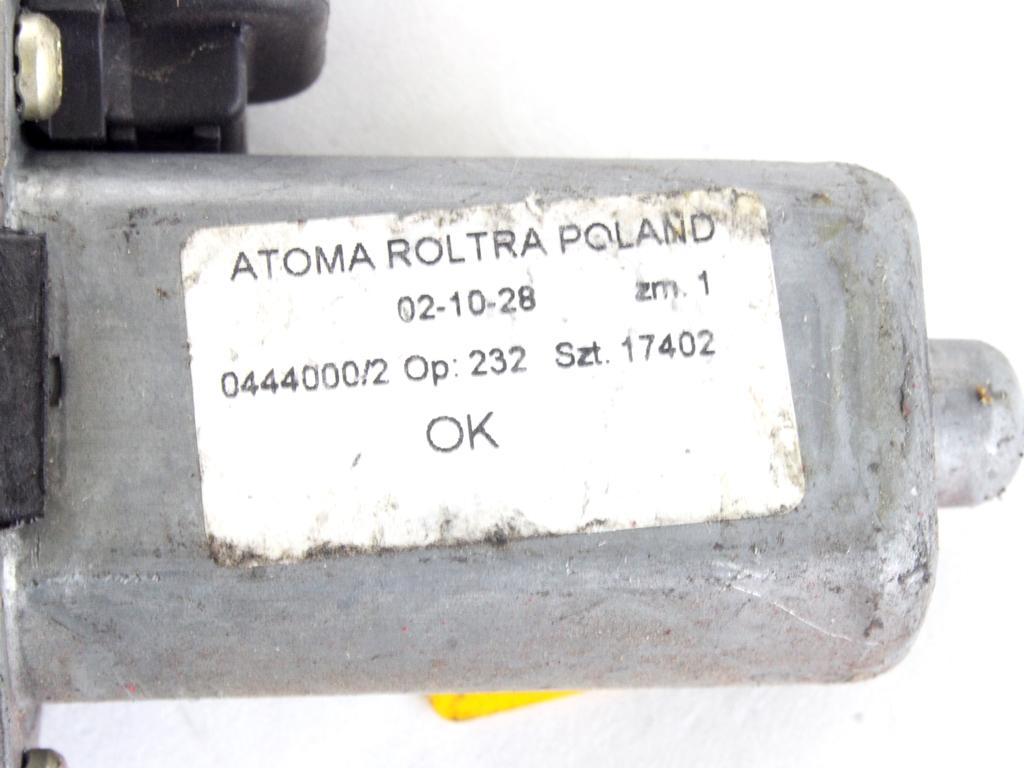 ATOMA ROLTRA POLAND
02-10-28 zm. 1
0444000/2 Op: 232 Szt. 17402
OK